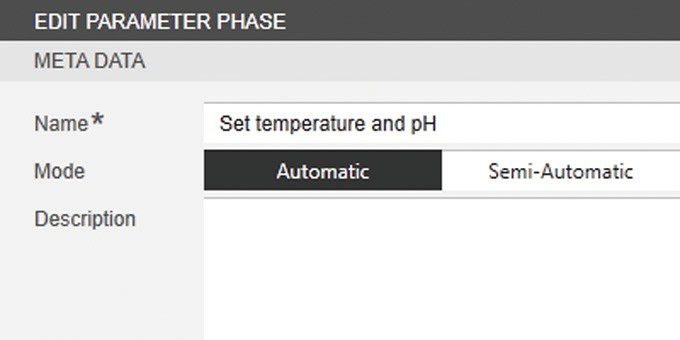 EDIT PARAMETER PHASE
META DATA
Name* Set temperature and pH
Mode Automatic Semi-Automatic
Description